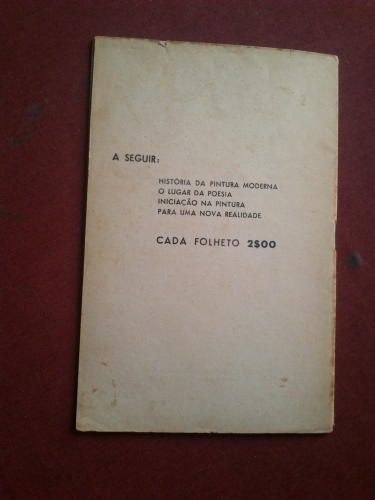 A SEGUIR:
HISTÓRIA DA PINTURA MODERNA
O LUGAR DA POESIA
INICIAÇÃO NA PINTURA
PARA UMA NOVA REALIDADE
CADA FOLHETO 2$00